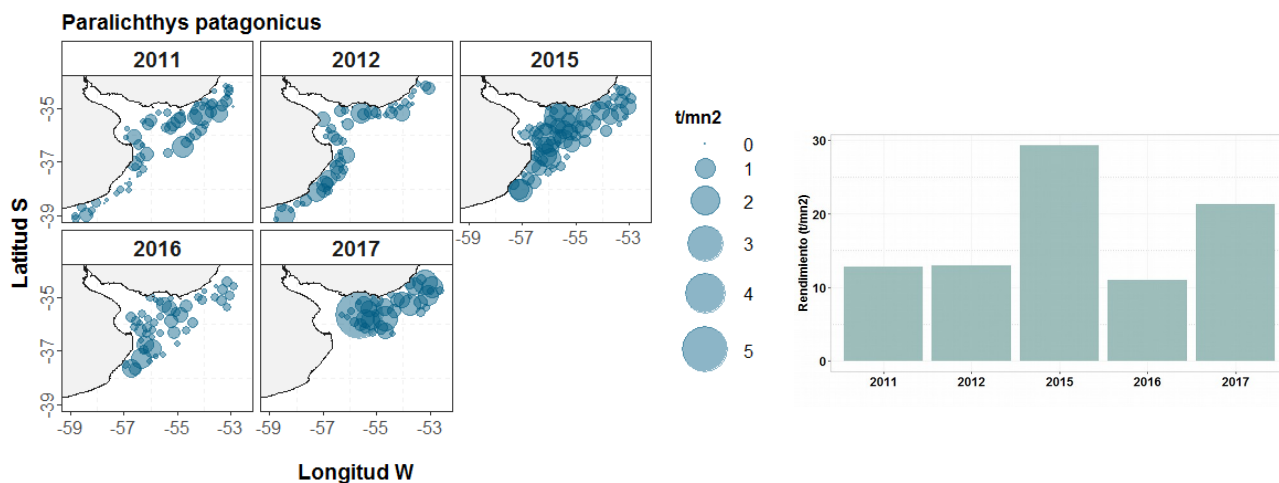 Paralichthys patagonicus
2011 2012 2015
-35
-37
-39
2016 2017
-59 -57 -55 -53
-35
-37
-39
-59 -57 -55 -53 -59 -57 -55 -53
Latitud S
Longitud W
t/mn2
0
1
2
3
4
5
Rendimiento (t/mn2)
30
20
10
0
2011 2012 2015 2016 2017